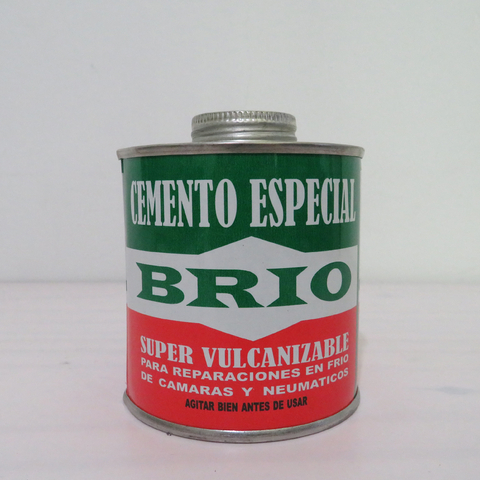 CEMENTO ESPECIAL
BRIO
SUPER VULCANIZABLE
PARA REPARACIONES EN FRIO
DE CAMARAS Y NEUMATICOS
AGITAR BIEN ANTES DE USAR